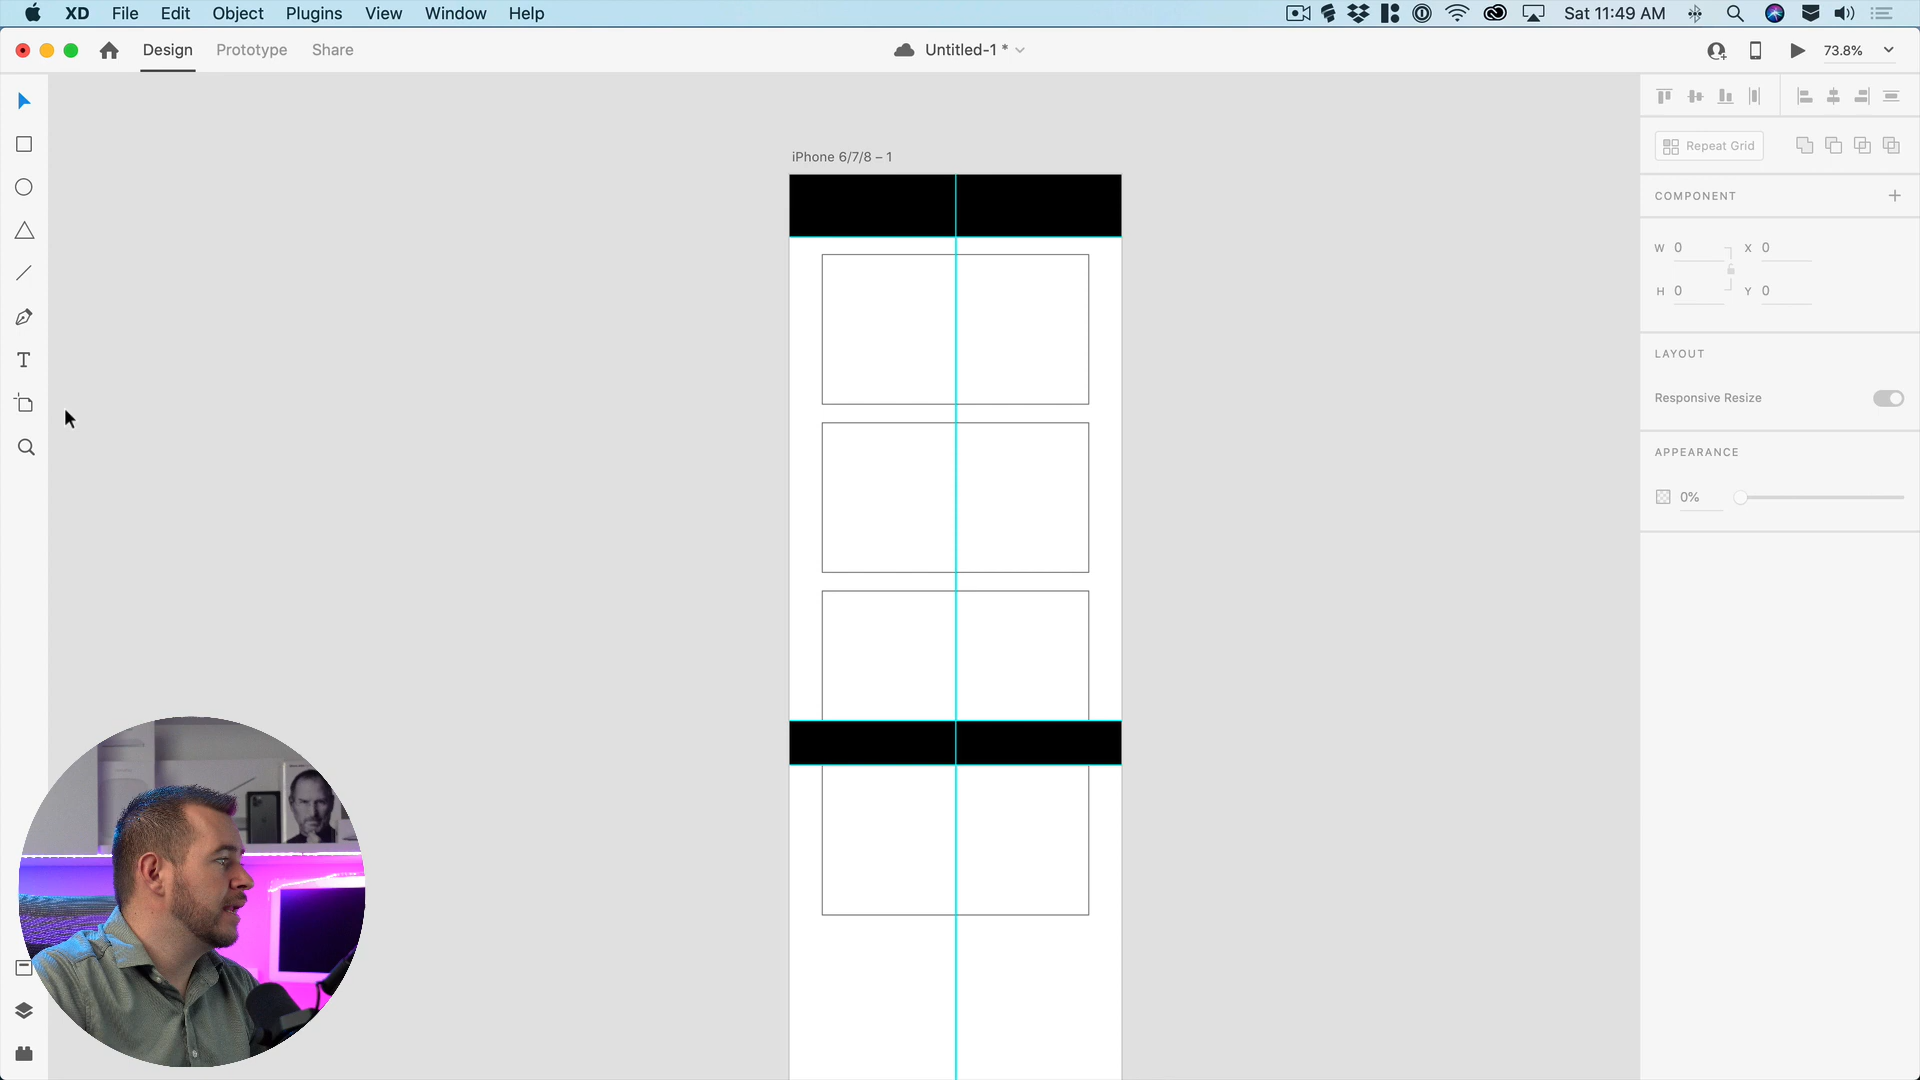 XD File Edit Object Plugins View Window Help Sat 11:49 AM
Design Prototype Share Untitled-1 * 73.8%
iPhone 6/7/8 – 1
Repeat Grid
COMPONENT
W 0 X 0
H 0 Y 0
LAYOUT
Responsive Resize
APPEARANCE
0%